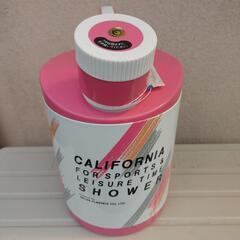 CALIFORNIA
FOR SPORTS &
LEISURE TIME
SHOWER